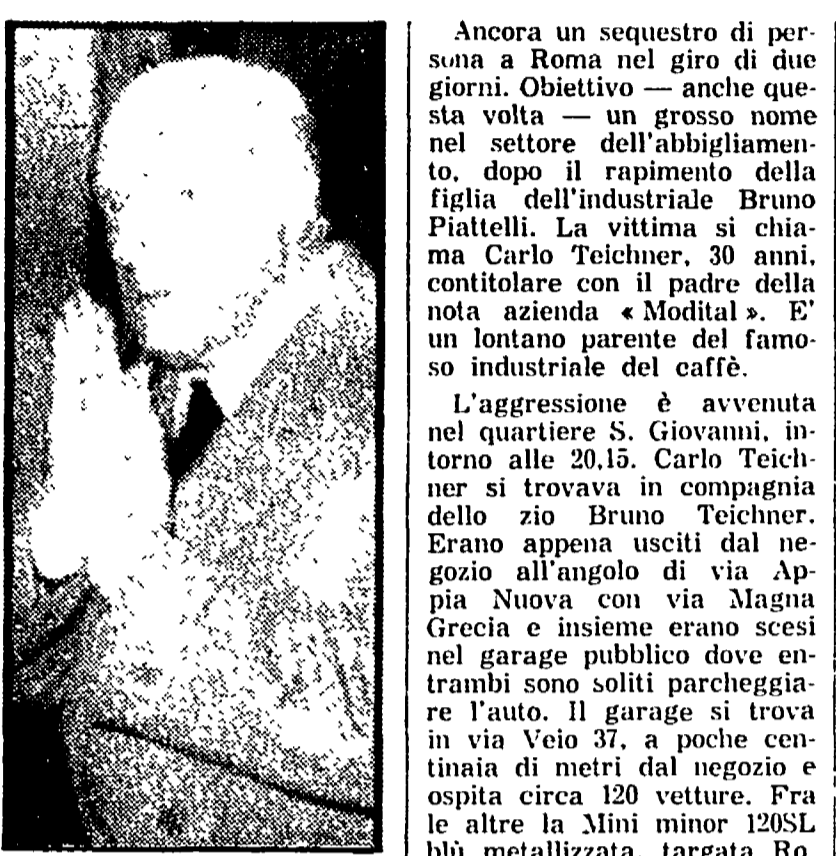 Ancora un sequestro di per-
sona a Roma nel giro di due
giorni. Obiettivo — anche que-
sta volta — un grosso nome
nel settore dell'abbigliamen-
to, dopo il rapimento della
figlia dell'industriale Bruno
Piattelli. La vittima si chia-
ma Carlo Teichner, 30 anni,
contitolare con il padre della
nota azienda « Modital ». E'
un lontano parente del famo-
so industriale del caffè.
L'aggressione è avvenuta
nel quartiere S. Giovanni, in-
torno alle 20,15. Carlo Teich-
ner si trovava in compagnia
dello zio Bruno Teichner.
Erano appena usciti dal ne-
gozio all'angolo di via Ap-
pia Nuova con via Magna
Grecia e insieme erano scesi
nel garage pubblico dove en-
trambi sono soliti parcheggia-
re l'auto. Il garage si trova
in via Veio 37, a poche cen-
tinaia di metri dal negozio e
ospita circa 120 vetture. Fra
le altre la Mini minor 120SL
blù metallizzata, targata Ro